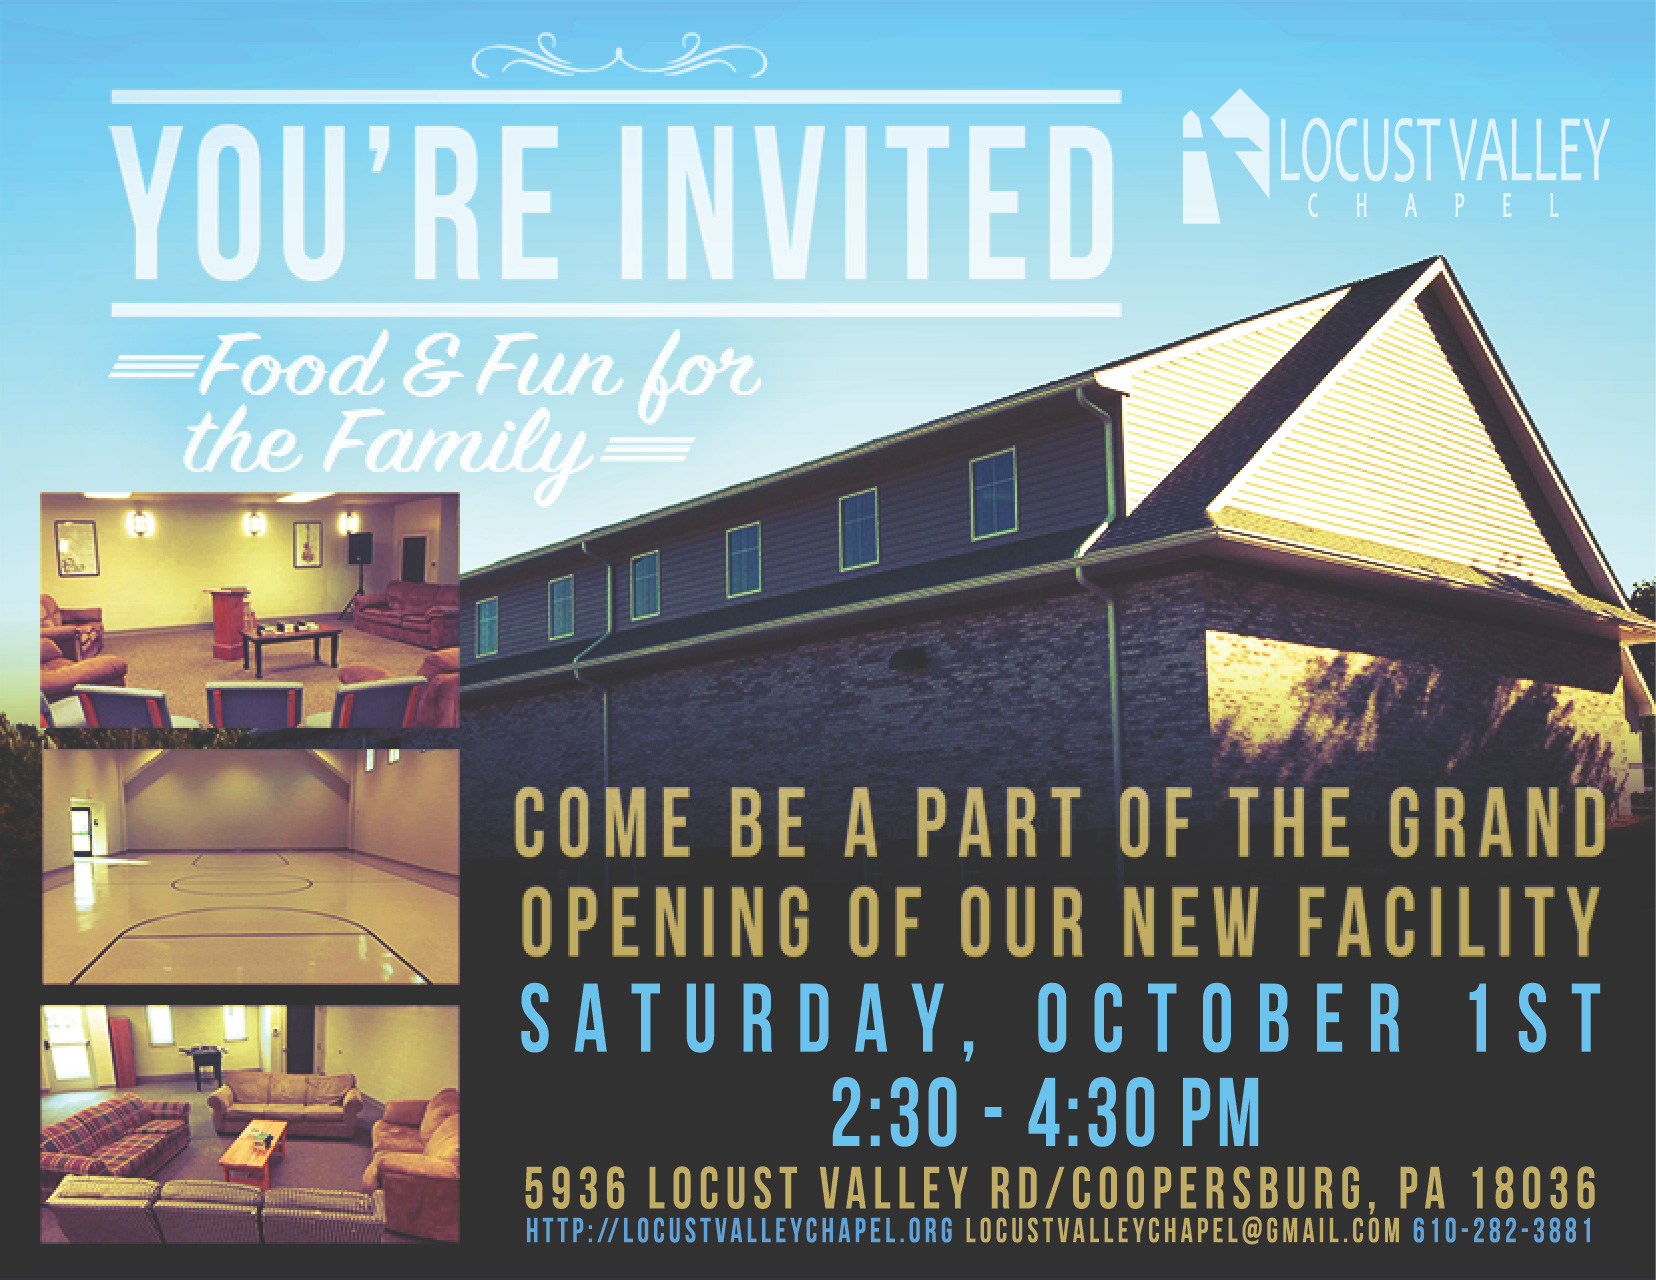 YOU'RE INVITED
LOCUST VALLEY
CHAPEL
Food & Fun for
the Family
COME BE A PART OF THE GRAND
OPENING OF OUR NEW FACILITY
SATURDAY, OCTOBER 1ST
2:30 - 4:30 PM
5936 LOCUST VALLEY RD/COOPERSBURG, PA 18036
HTTP://LOCUSTVALLEYCHAPEL.ORG LOCUSTVALLEYCHAPEL@GMAIL.COM 610-282-3881